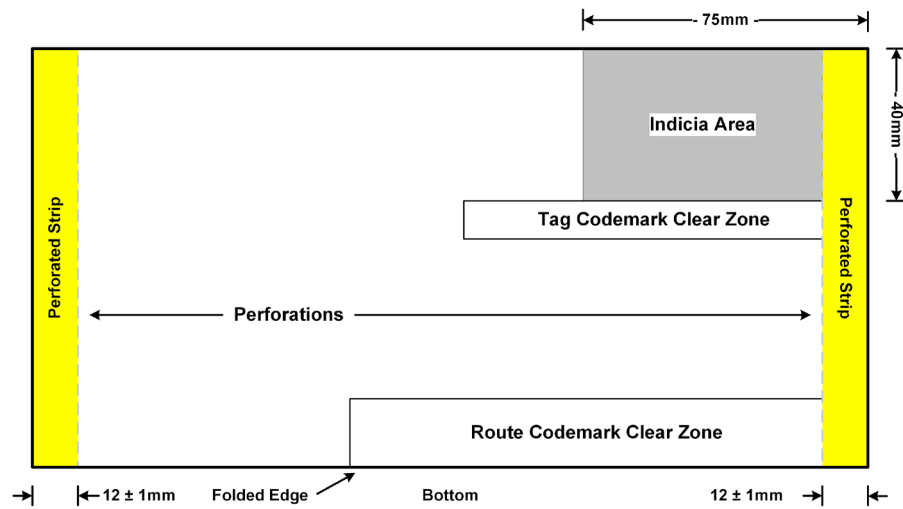 - 75mm -
- 40mm -
Indicia Area
Perforated Strip
Tag Codemark Clear Zone
Perforated Strip
Perforations
Route Codemark Clear Zone
12 ± 1mm
Folded Edge
Bottom
12 ± 1mm